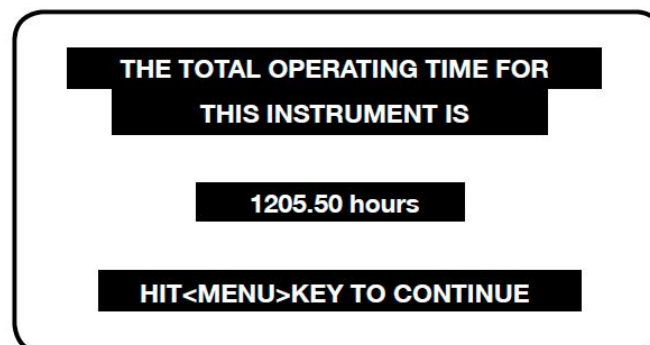 THE TOTAL OPERATING TIME FOR
THIS INSTRUMENT IS
1205.50 hours
HIT<MENU>KEY TO CONTINUE